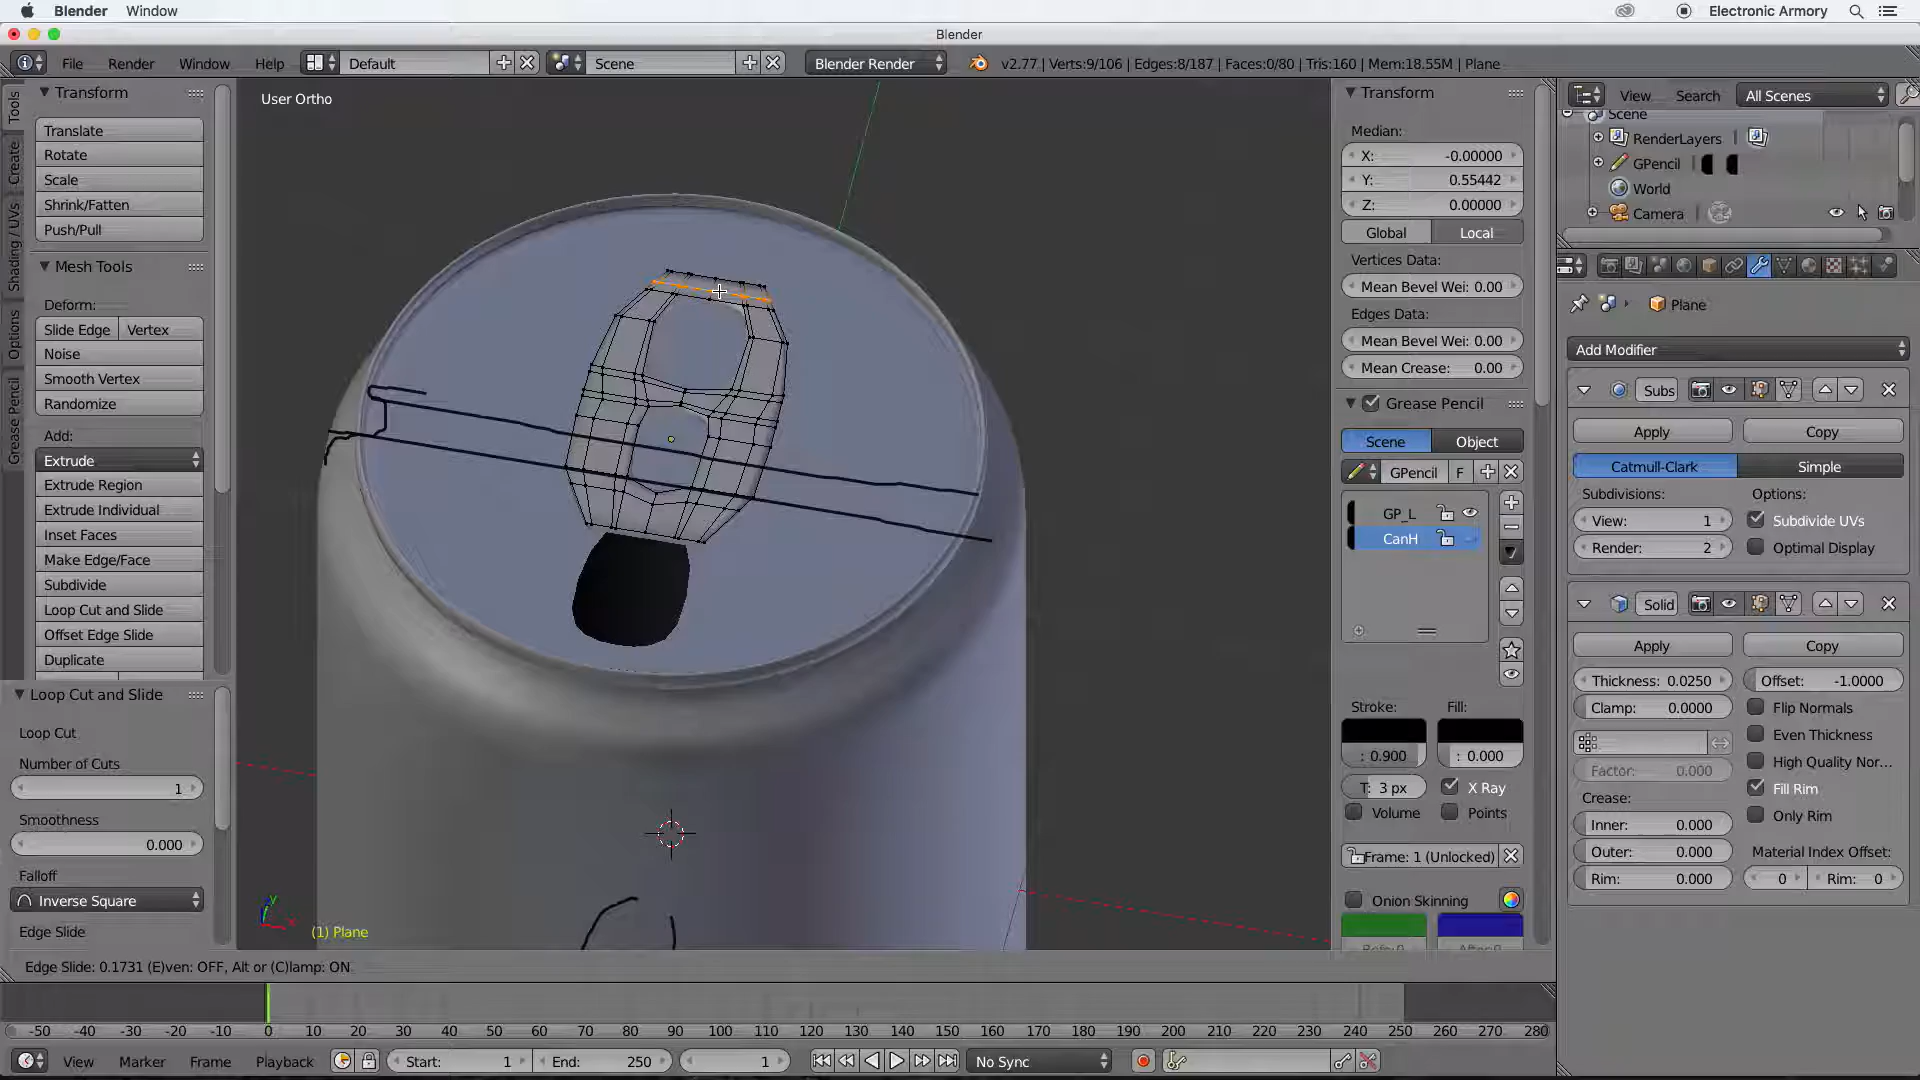 Blender Window Electronic Armory
Blender
File Render Window Help Default Scene Blender Render v2.77 | Verts:9/106 | Edges:8/187 | Faces:0/80 | Tris:160 | Mem:18.55M | Plane
Tools
Create
Shading / UVs
Options
Grease Pencil
Transform
Translate
Rotate
Scale
Shrink/Fatten
Push/Pull
Mesh Tools
Deform:
Slide Edge Vertex
Noise
Smooth Vertex
Randomize
Add:
Extrude
Extrude Region
Extrude Individual
Inset Faces
Make Edge/Face
Subdivide
Loop Cut and Slide
Offset Edge Slide
Duplicate
Loop Cut and Slide
Loop Cut
Number of Cuts
1
Smoothness
0.000
Falloff
Inverse Square
Edge Slide
User Ortho
(1) Plane
Edge Slide: 0.1731 (E)ven: OFF, Alt or (C)lamp: ON
Transform
Median:
X: -0.00000
Y: 0.55442
Z: 0.00000
Global Local
Vertices Data:
Mean Bevel Wei: 0.00
Edges Data:
Mean Bevel Wei: 0.00
Mean Crease: 0.00
Grease Pencil
Scene Object
GPencil F
GP_L
CanH
Stroke: Fill:
: 0.900 : 0.000
T: 3 px X Ray
Volume Points
Frame: 1 (Unlocked)
Onion Skinning
View Search All Scenes
Scene
RenderLayers
GPencil
World
Camera
Plane
Add Modifier
Subs
Apply Copy
Catmull-Clark Simple
Subdivisions: Options:
View: 1 Subdivide UVs
Render: 2 Optimal Display
Solid
Apply Copy
Thickness: 0.0250 Offset: -1.0000
Clamp: 0.0000 Flip Normals
Even Thickness
High Quality Nor...
Factor: 0.000 Fill Rim
Crease: Only Rim
Inner: 0.000
Outer: 0.000 Material Index Offset:
Rim: 0.000 0 Rim: 0
-50 -40 -30 -20 -10 0 10 20 30 40 50 60 70 80 90 100 110 120 130 140 150 160 170 180 190 200 210 220 230 240 250 260 270 280
View Marker Frame Playback Start: 1 End: 250 1 No Sync